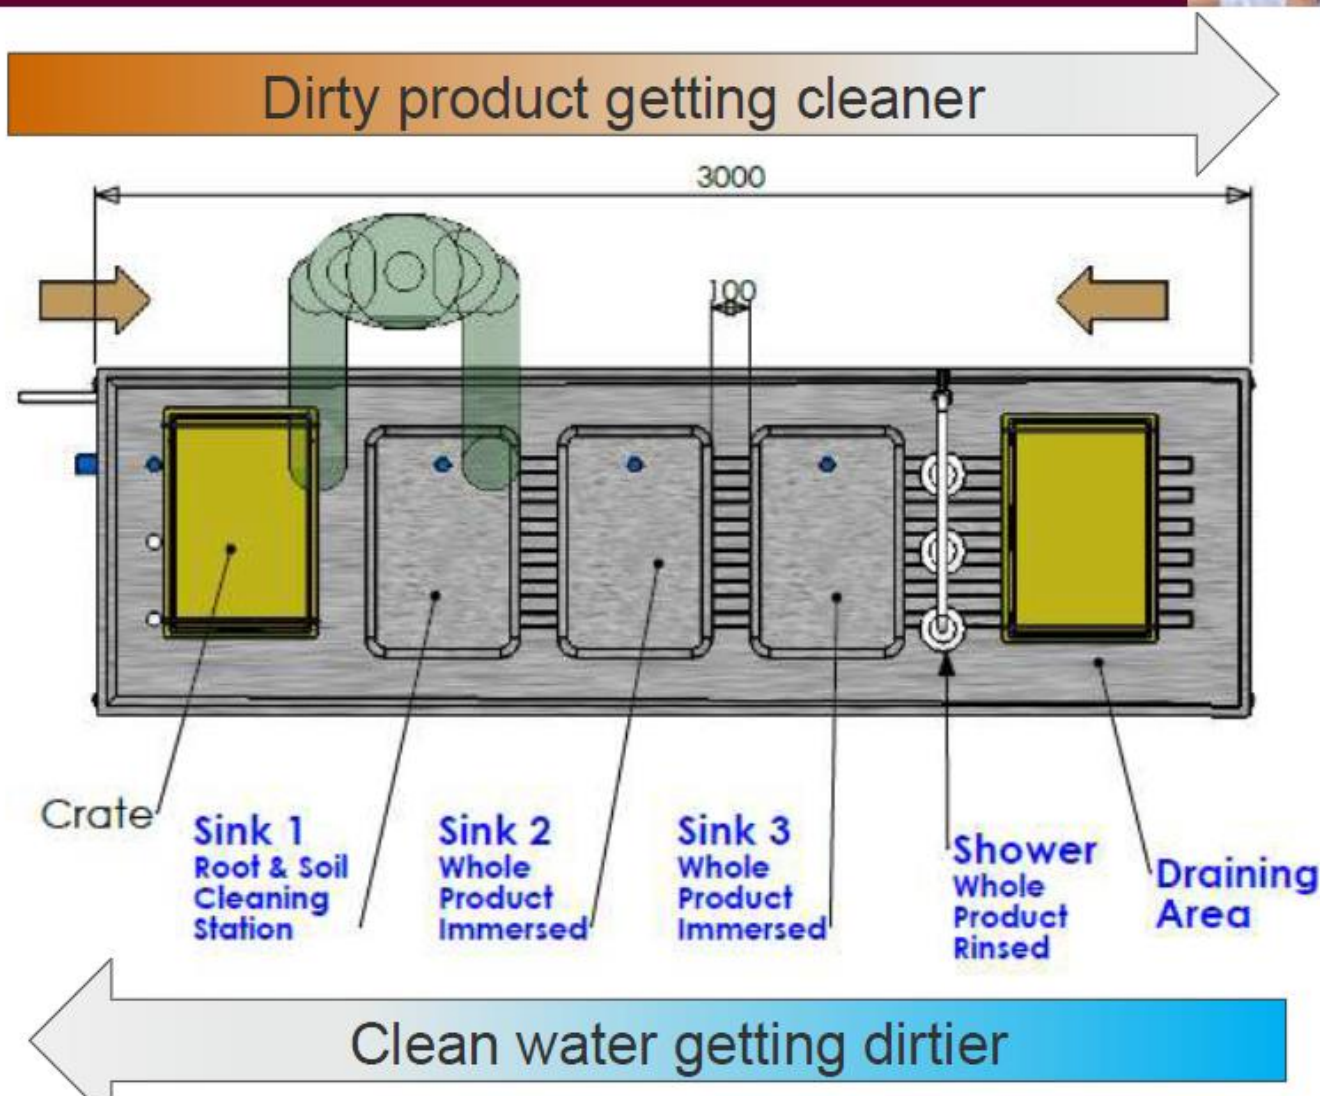 Dirty product getting cleaner
3000
100
Crate
Sink 1
Root & Soil
Cleaning
Station
Sink 2
Whole
Product
Immersed
Sink 3
Whole
Product
Immersed
Shower
Whole
Product
Rinsed
Draining
Area
Clean water getting dirtier